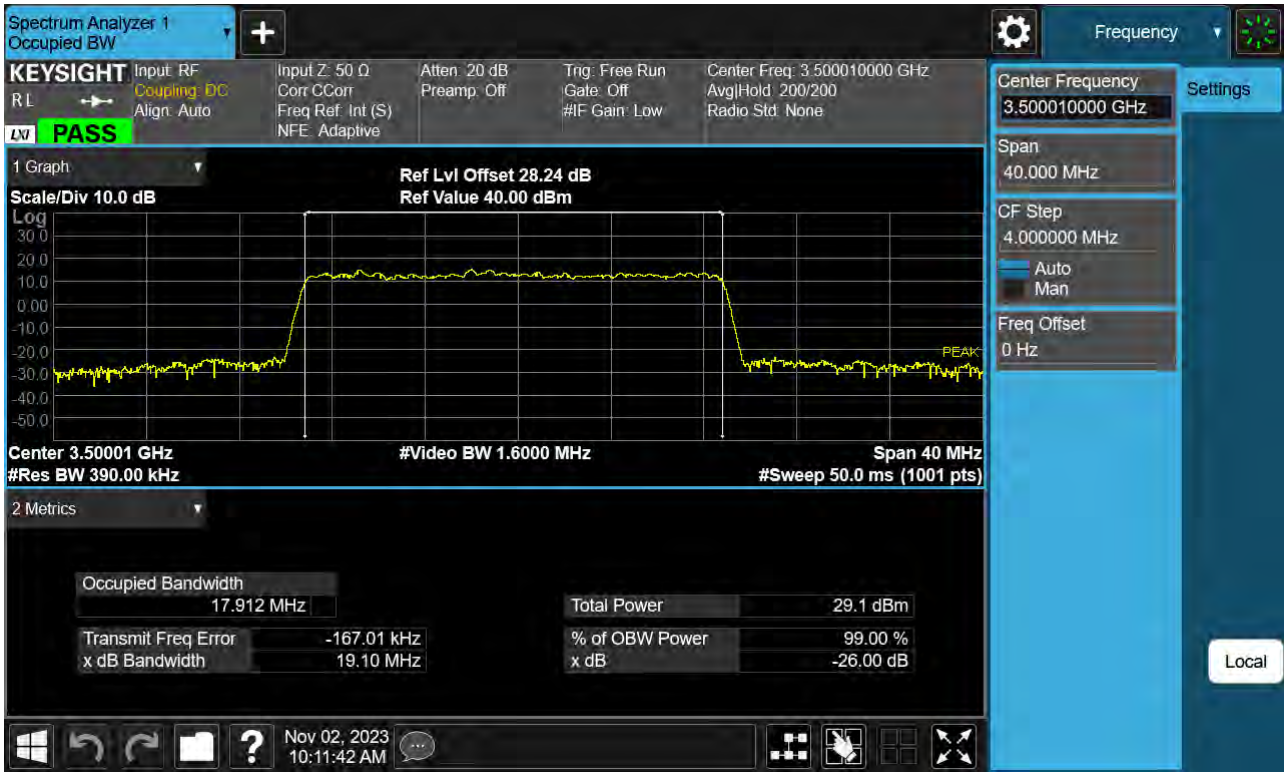 Spectrum Analyzer 1
Occupied BW
+
Frequency
KEYSIGHT
RL
LXI PASS
Input: RF
Coupling: DC
Align: Auto
Input Z: 50 Ω
Corr CCorr
Freq Ref: Int (S)
NFE: Adaptive
Atten: 20 dB
Preamp: Off
Trig: Free Run
Gate: Off
#IF Gain: Low
Center Freq: 3.500010000 GHz
Avg|Hold: 200/200
Radio Std: None
Center Frequency
3.500010000 GHz
Settings
Span
40.000 MHz
CF Step
4.000000 MHz
Auto
Man
Freq Offset
0 Hz
1 Graph
Scale/Div 10.0 dB
Ref Lvl Offset 28.24 dB
Ref Value 40.00 dBm
Log
30.0
20.0
10.0
0.00
-10.0
-20.0
-30.0
-40.0
-50.0
PEAK
Center 3.50001 GHz
#Video BW 1.6000 MHz
Span 40 MHz
#Res BW 390.00 kHz
#Sweep 50.0 ms (1001 pts)
2 Metrics
Occupied Bandwidth
17.912 MHz
Total Power 29.1 dBm
Transmit Freq Error -167.01 kHz
% of OBW Power 99.00 %
x dB Bandwidth 19.10 MHz
x dB -26.00 dB
Local
?
Nov 02, 2023
10:11:42 AM